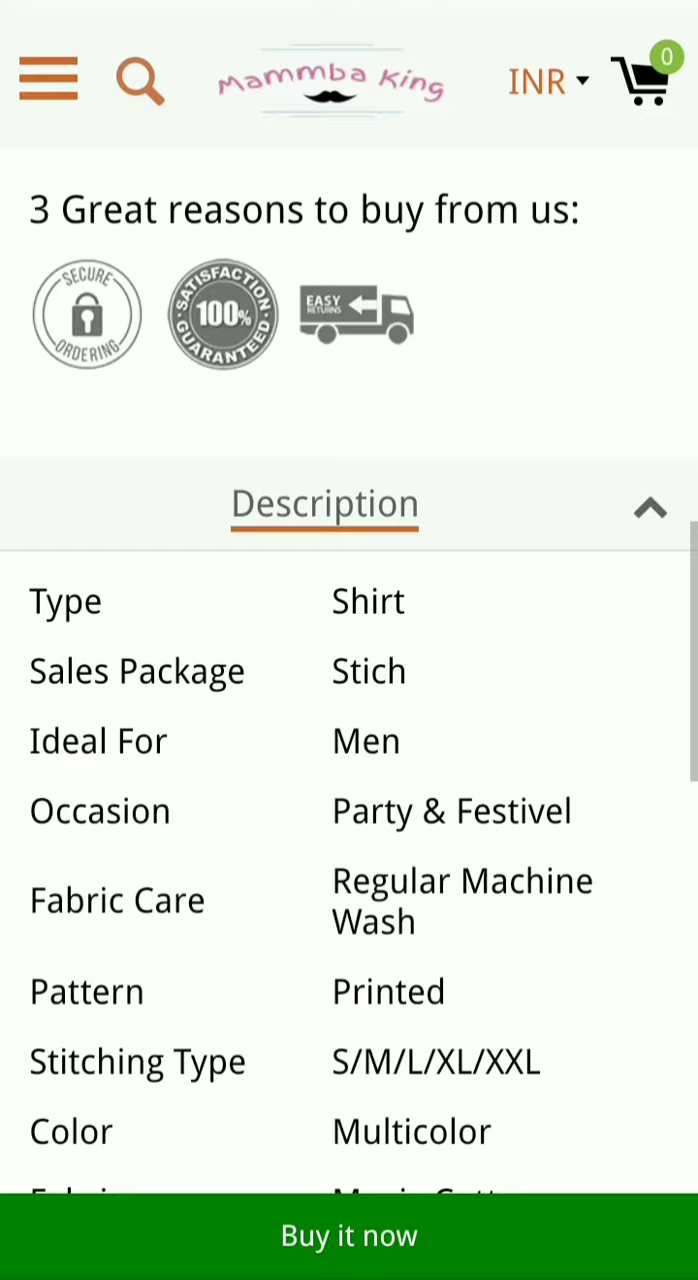 Mammba King
INR
0
3 Great reasons to buy from us:
SECURE
ORDERING
SATISFACTION
100%
GUARANTEED
EASY
RETURNS
Description
Type Shirt
Sales Package Stich
Ideal For Men
Occasion Party & Festivel
Fabric Care Regular Machine
Wash
Pattern Printed
Stitching Type S/M/L/XL/XXL
Color Multicolor
Buy it now